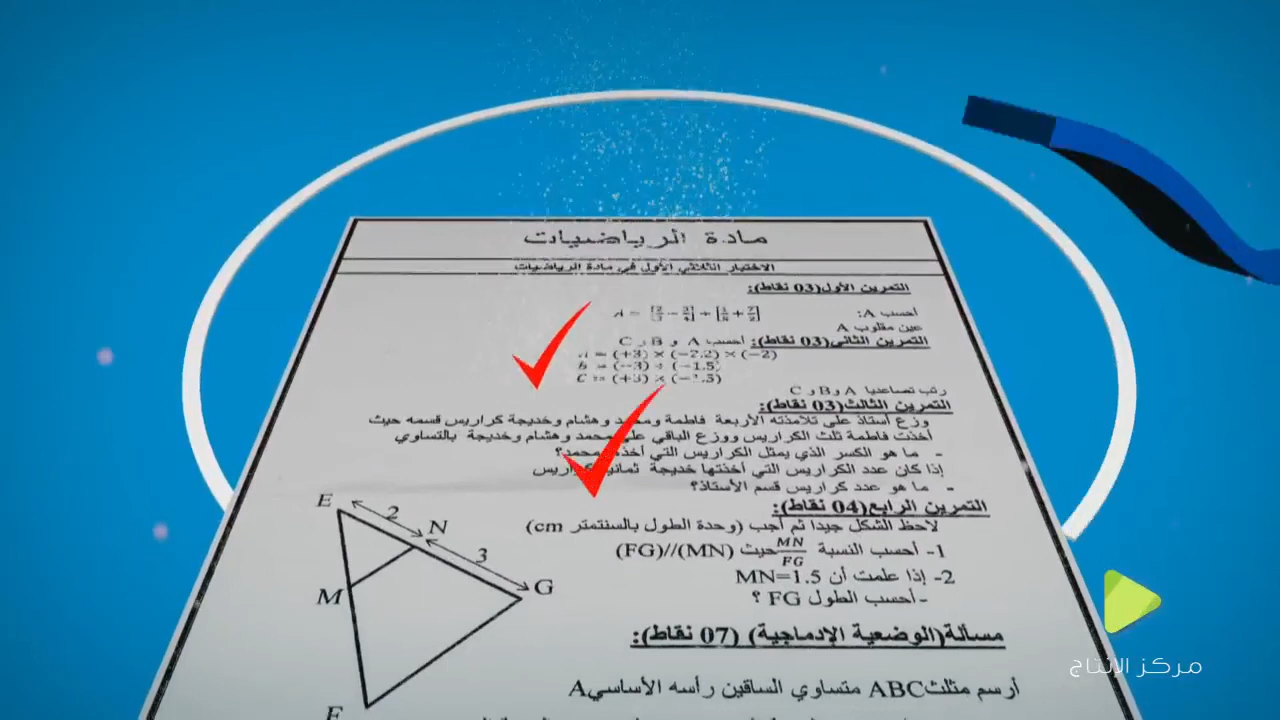 مادة الرياضيات
الاختبار الثلاثي الأول في مادة الرياضيات
التمرين الأول(03 نقاط):
أحسب A:
عين مقلوب A
التمرين الثاني(03 نقاط): أحسب A و B و C
A = (+3) × (−2.2) × (−2)
B = (−3) ÷ (−1.5)
C = (+3) × (−1.5)
رتب تصاعديا A وB و C
التمرين الثالث(03 نقاط):
وزع أستاذ على تلامذته الأربعة فاطمة ومحمد وهشام وخديجة كراريس قسمه حيث
أخذت فاطمة ثلث الكراريس ووزع الباقي على محمد وهشام وخديجة بالتساوي
- ما هو الكسر الذي يمثل الكراريس التي أخذها محمد؟
إذا كان عدد الكراريس التي أخذتها خديجة ثمانية كراريس
- ما هو عدد كراريس قسم الأستاذ؟
التمرين الرابع(04 نقاط):
لاحظ الشكل جيدا ثم أجب (وحدة الطول بالسنتمتر cm)
1- أحسب النسبة MN/FG حيث (MN)//(FG)
2- إذا علمت أن MN=1.5
- أحسب الطول FG ؟
E
2
N
3
G
M
F
مسألة(الوضعية الإدماجية) (07 نقاط):
أرسم مثلثABC متساوي الساقين رأسه الأساسيA
مركز الإنتاج